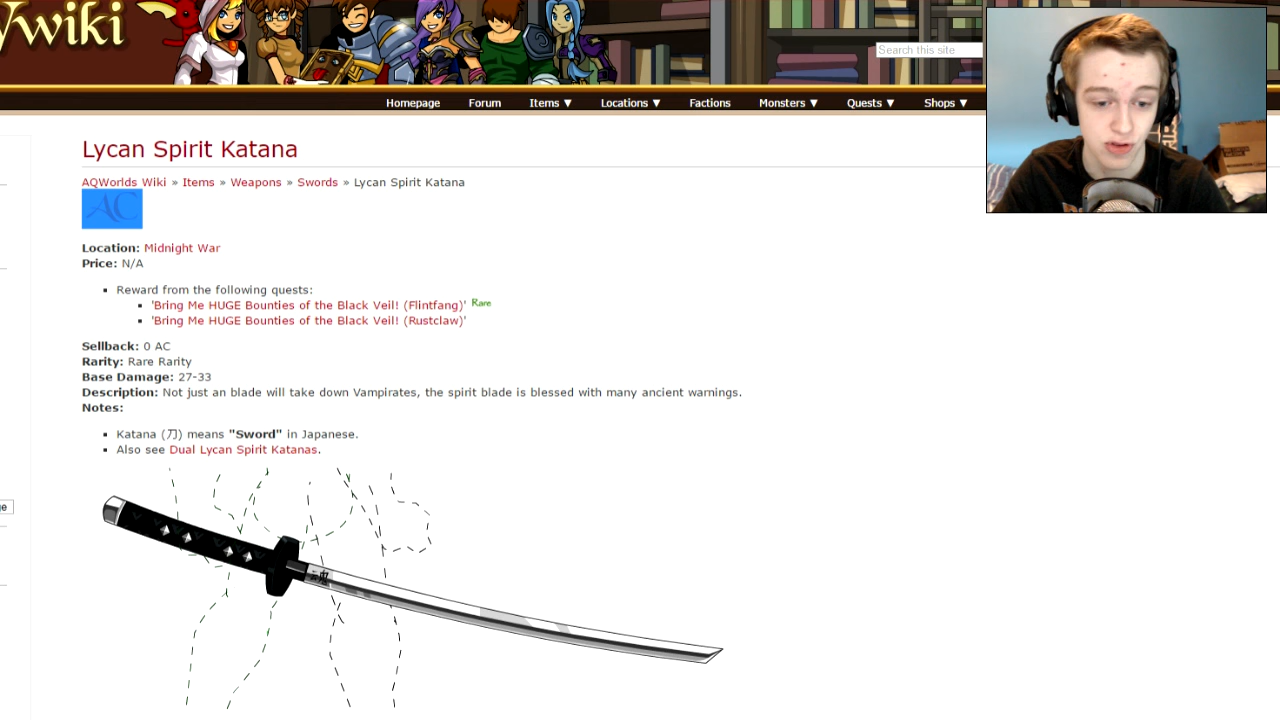 wiki
Search this site
Homepage Forum Items ▼ Locations ▼ Factions Monsters ▼ Quests ▼ Shops ▼
Lycan Spirit Katana
AQWorlds Wiki » Items » Weapons » Swords » Lycan Spirit Katana
AC
Location: Midnight War
Price: N/A
▪ Reward from the following quests:
▪ 'Bring Me HUGE Bounties of the Black Veil! (Flintfang)' Rare
▪ 'Bring Me HUGE Bounties of the Black Veil! (Rustclaw)'
Sellback: 0 AC
Rarity: Rare Rarity
Base Damage: 27-33
Description: Not just an blade will take down Vampirates, the spirit blade is blessed with many ancient warnings.
Notes:
▪ Katana (刀) means "Sword" in Japanese.
▪ Also see Dual Lycan Spirit Katanas.
魂